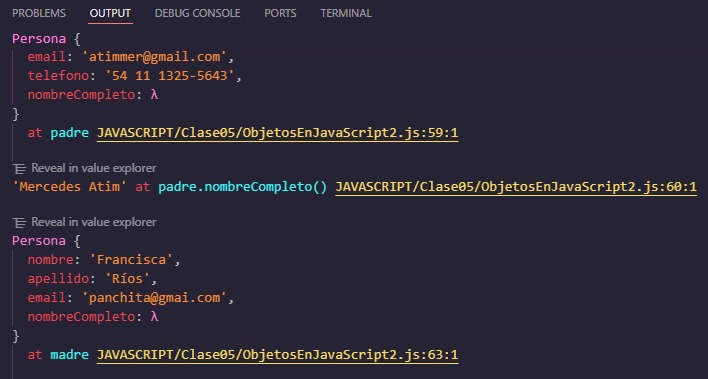 PROBLEMS OUTPUT DEBUG CONSOLE PORTS TERMINAL
Persona {
email: 'atimmer@gmail.com',
telefono: '54 11 1325-5643',
nombreCompleto: λ
}
at padre JAVASCRIPT/Clase05/ObjetosEnJavaScript2.js:59:1
Reveal in value explorer
'Mercedes Atim' at padre.nombreCompleto() JAVASCRIPT/Clase05/ObjetosEnJavaScript2.js:60:1
Reveal in value explorer
Persona {
nombre: 'Francisca',
apellido: 'Ríos',
email: 'panchita@gmai.com',
nombreCompleto: λ
}
at madre JAVASCRIPT/Clase05/ObjetosEnJavaScript2.js:63:1